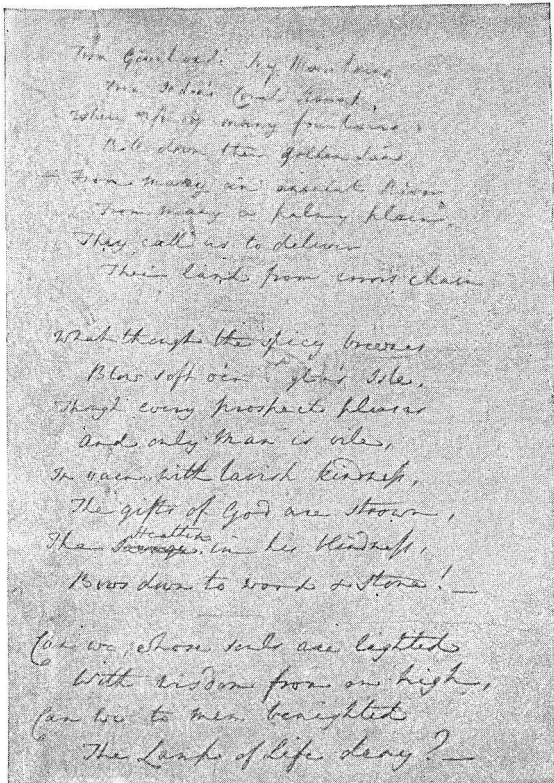 From Greenland's Icy Mountains
From India's Coral Strand,
Where Afric's sunny fountains
Roll down their golden Sand
From many an ancient River
From many a palmy plain,
They call us to deliver
Their land from error's chain
What though the spicy breezes
Blow soft o'er Isle,
Though every prospect pleases
And only Man is vile,
In vain with lavish kindness,
The gifts of God are strown,
The Savage Heathen in his blindness,
Bows down to wood & Stone! —
Can we, whose souls are lighted
With wisdom from on high,
Can we to men benighted
The Lamp of Life deny? —